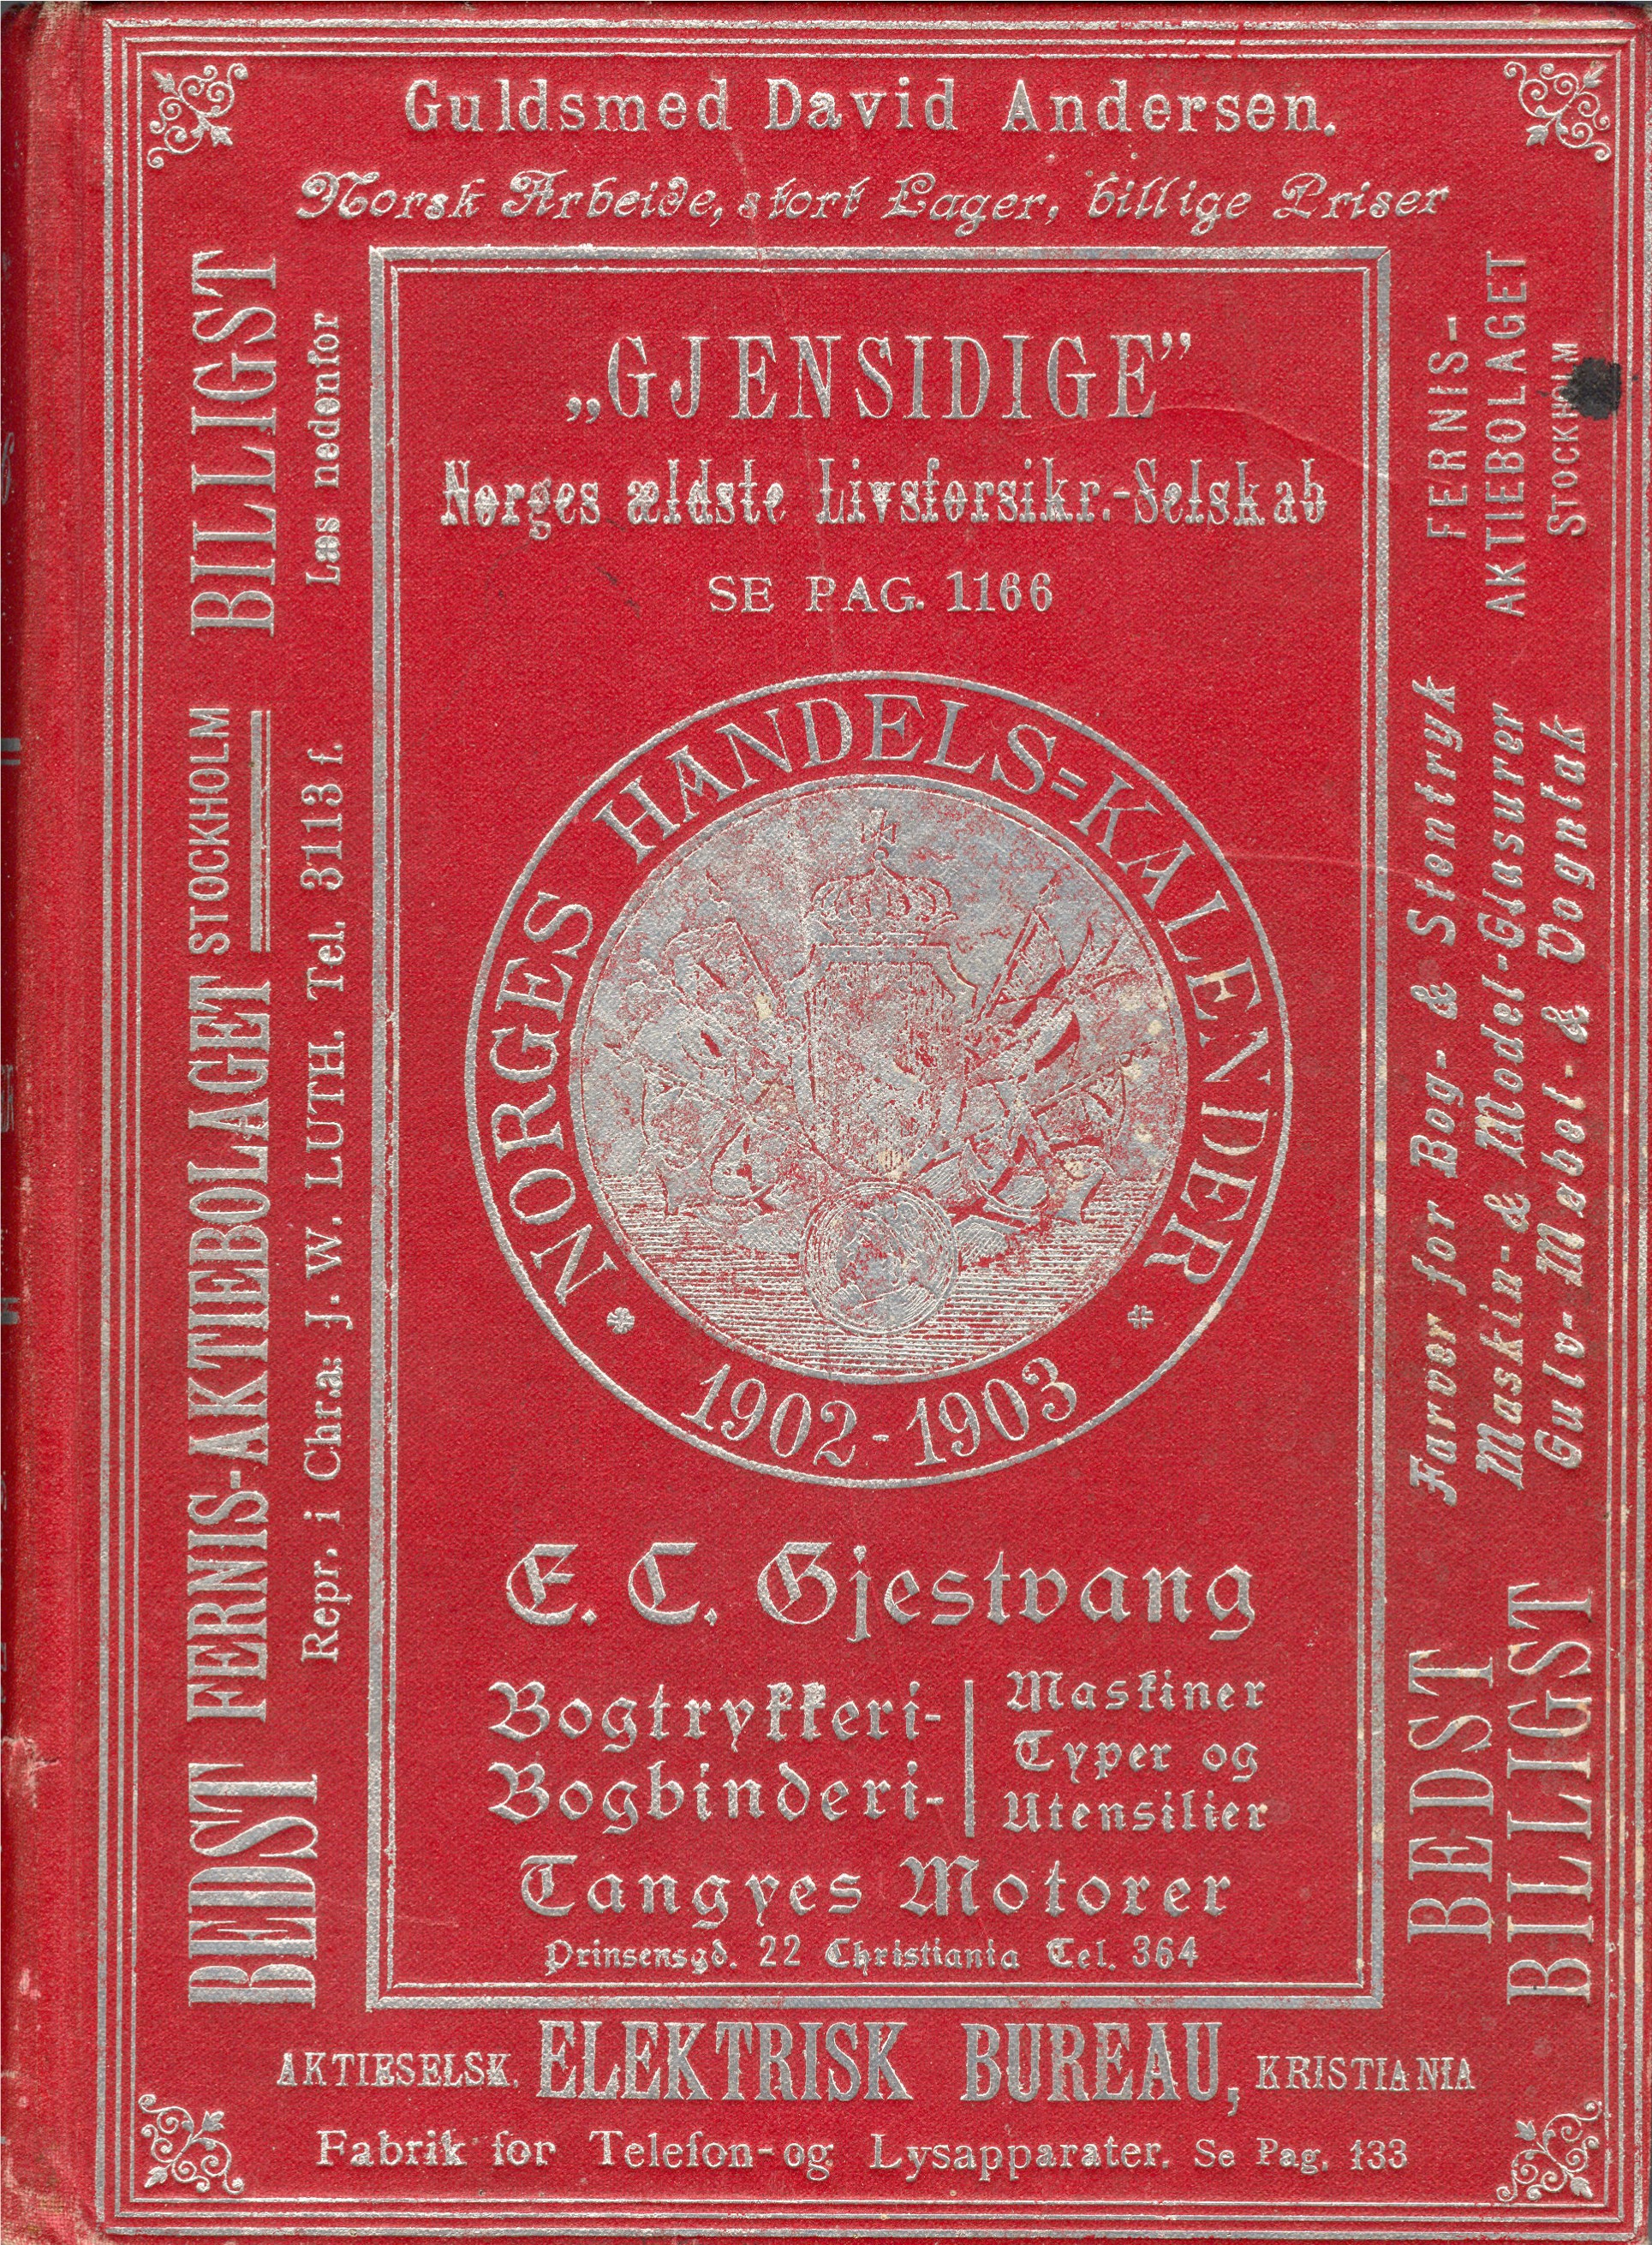 Guldsmed David Andersen.
Norsk Arbeide, stort Lager, billige Priser
„GJENSIDIGE”
Norges ældste Livsforsikr.-Selskab
SE PAG. 1166
NORGES HANDELS=KALENDER
1902-1903
E. C. Gjestvang
Bogtrykkeri-
Bogbinderi-
Maskiner
Typer og
Utensilier
Tangyes Motorer
Prinsensgd. 22 Christiania Tel. 364
BEDST FERNIS-AKTIEBOLAGET STOCKHOLM BILLIGST
Repr. i Chr.a: J. W. LUTH. Tel. 3113 f. Læs nedenfor
FERNIS-
AKTIEBOLAGET
STOCKHOLM
Farver for Bog- & Stentryk
Maskin- & Model-Glasurer
Gulv- Møbel- & Vogntak
BEDST
BILLIGST
AKTIESELSK. ELEKTRISK BUREAU, KRISTIANIA
Fabrik for Telefon- og Lysapparater. Se Pag. 133